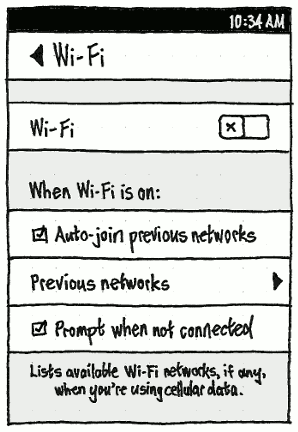 10:34 AM
Wi-Fi
Wi-Fi
When Wi-Fi is on:
Auto-join previous networks
Previous networks
Prompt when not connected
Lists available Wi-Fi networks, if any,
when you're using cellular data.